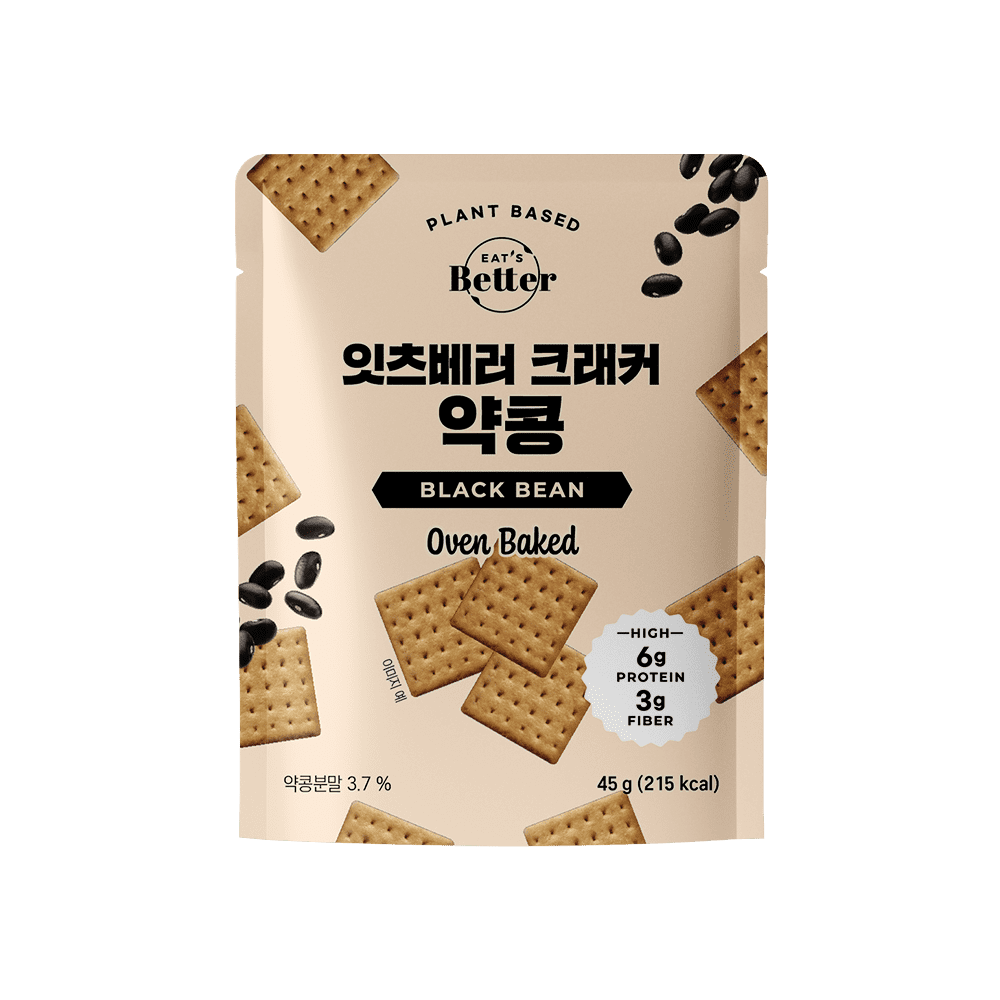 PLANT BASED
EAT'S
Better
잇츠베러 크래커
약콩
BLACK BEAN
Oven Baked
이미지 예
HIGH
6g
PROTEIN
3g
FIBER
약콩분말 3.7 %
45 g (215 kcal)